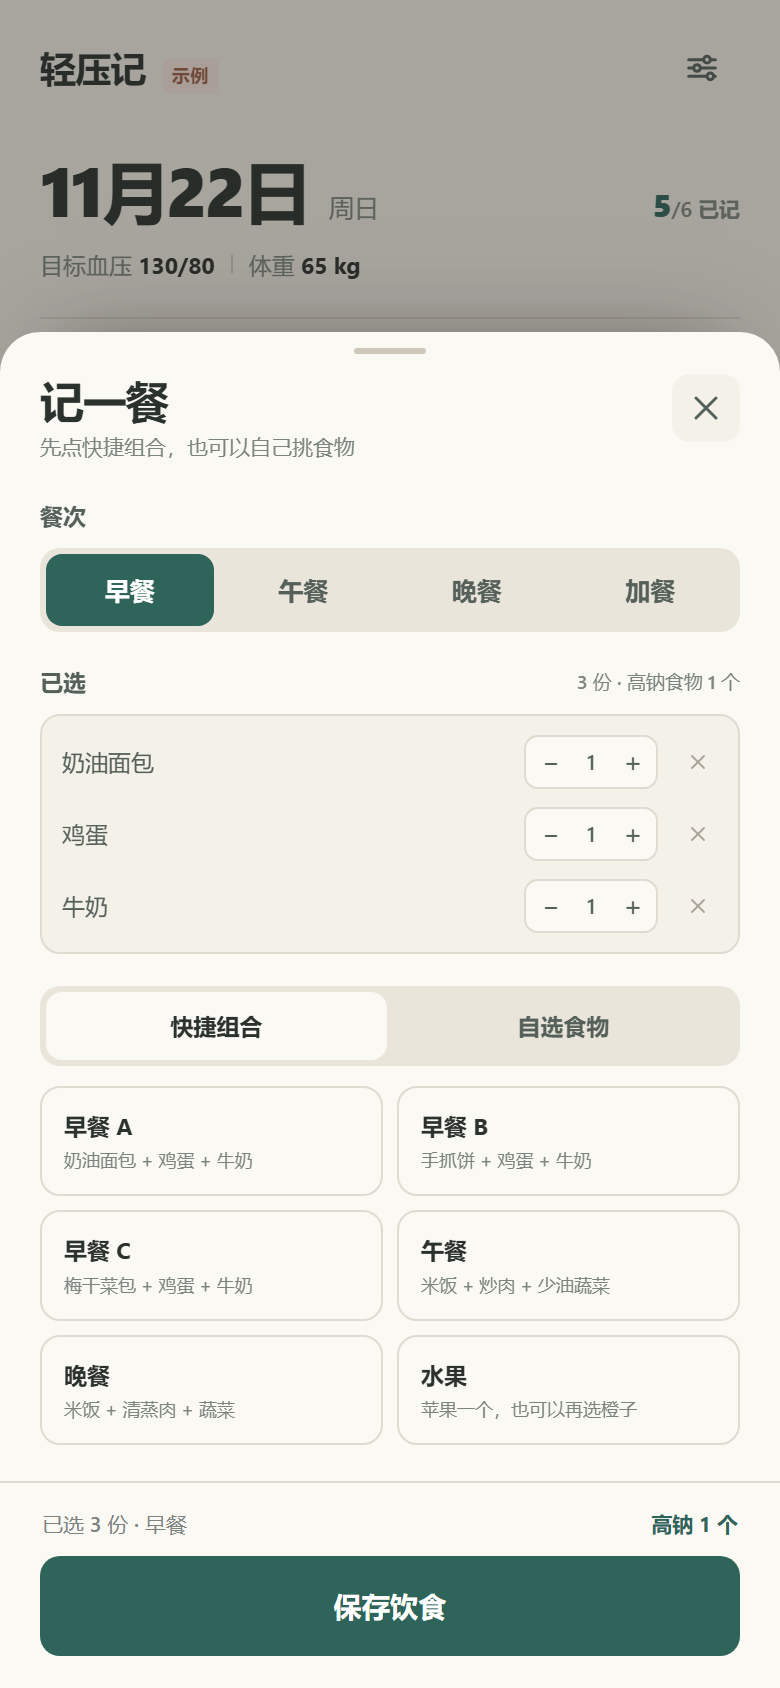 轻压记 示例
11月22日 周日 5/6 已记
目标血压 130/80 体重 65 kg
记一餐
先点快捷组合，也可以自己挑食物
餐次
早餐 午餐 晚餐 加餐
已选 3 份 · 高钠食物 1 个
奶油面包 − 1 + ×
鸡蛋 − 1 + ×
牛奶 − 1 + ×
快捷组合 自选食物
早餐 A
奶油面包 + 鸡蛋 + 牛奶
早餐 B
手抓饼 + 鸡蛋 + 牛奶
早餐 C
梅干菜包 + 鸡蛋 + 牛奶
午餐
米饭 + 炒肉 + 少油蔬菜
晚餐
米饭 + 清蒸肉 + 蔬菜
水果
苹果一个，也可以再选橙子
已选 3 份 · 早餐 高钠 1 个
保存饮食